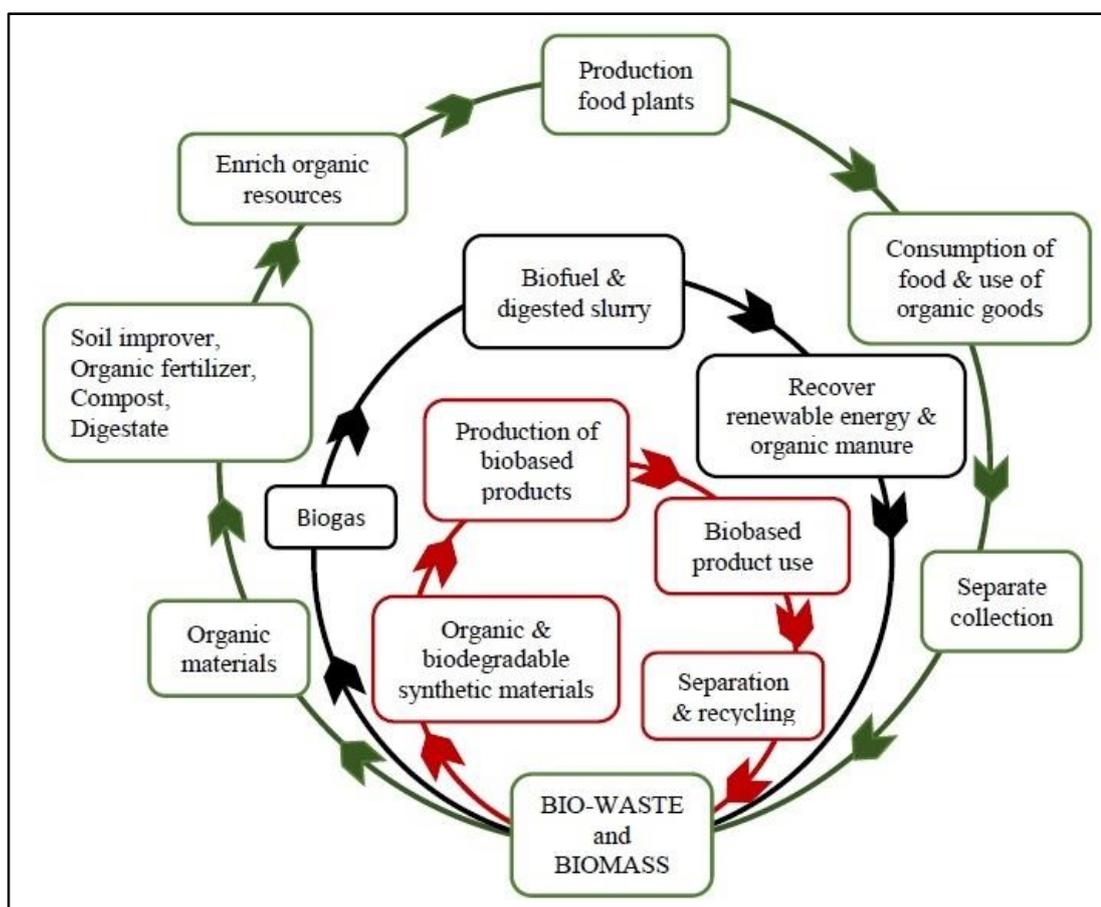 Production
food plants
Enrich organic
resources
Consumption of
food & use of
organic goods
Biofuel &
digested slurry
Soil improver,
Organic fertilizer,
Compost,
Digestate
Recover
renewable energy &
organic manure
Production of
biobased
products
Biogas
Biobased
product use
Separate
collection
Organic
materials
Organic &
biodegradable
synthetic materials
Separation
& recycling
BIO-WASTE
and
BIOMASS